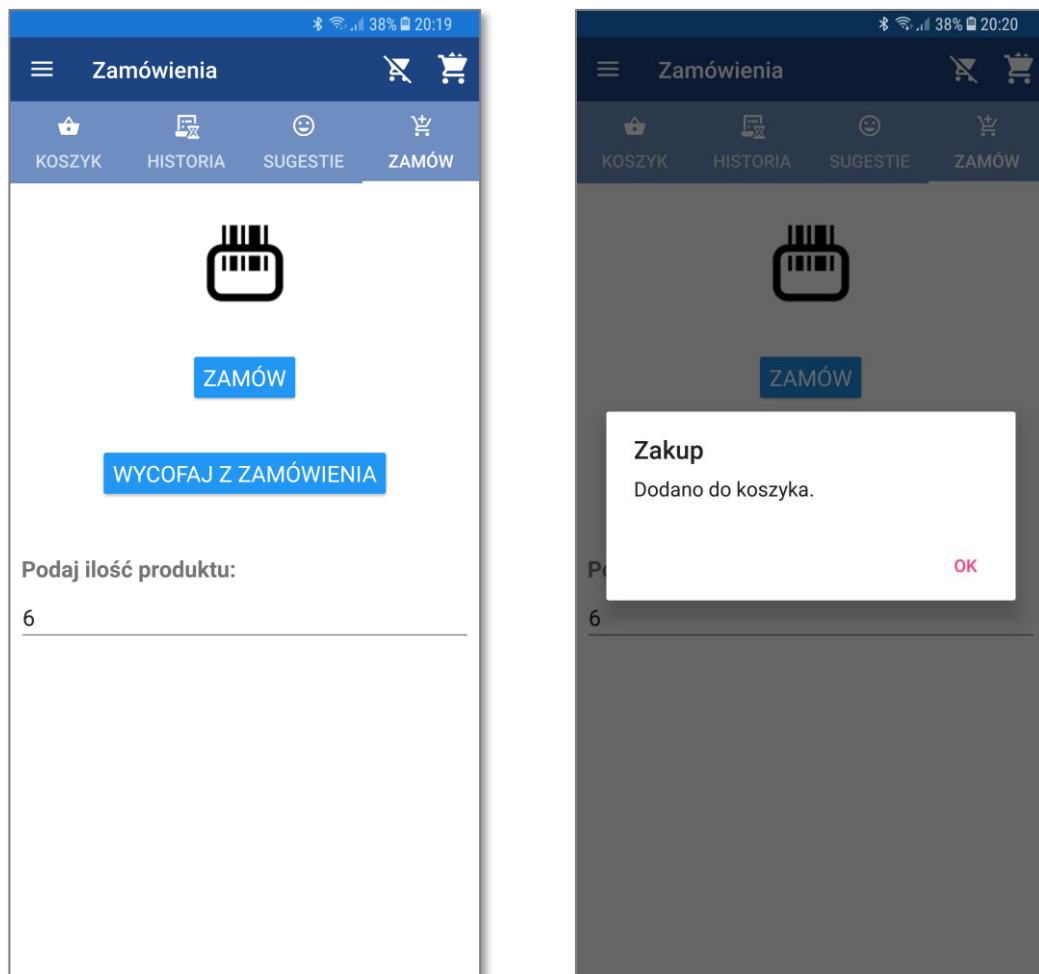 38% 20:19
Zamówienia
KOSZYK HISTORIA SUGESTIE ZAMÓW
ZAMÓW
WYCOFAJ Z ZAMÓWIENIA
Podaj ilość produktu:
6
38% 20:20
Zamówienia
KOSZYK HISTORIA SUGESTIE ZAMÓW
ZAMÓW
Zakup
Dodano do koszyka.
OK
6